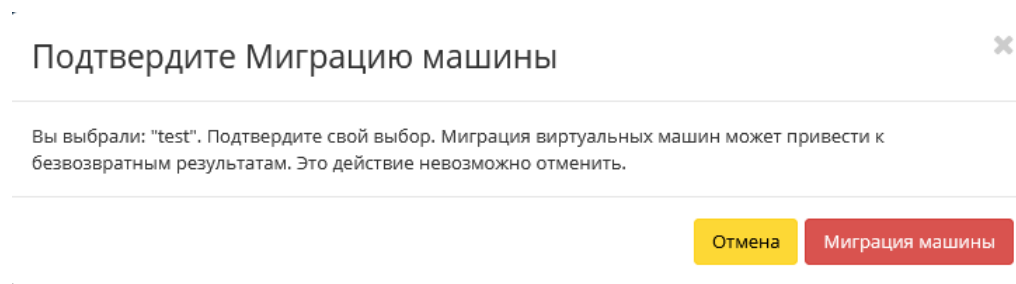 Подтвердите Миграцию машины
Вы выбрали: "test". Подтвердите свой выбор. Миграция виртуальных машин может привести к
безвозвратным результатам. Это действие невозможно отменить.
Отмена
Миграция машины